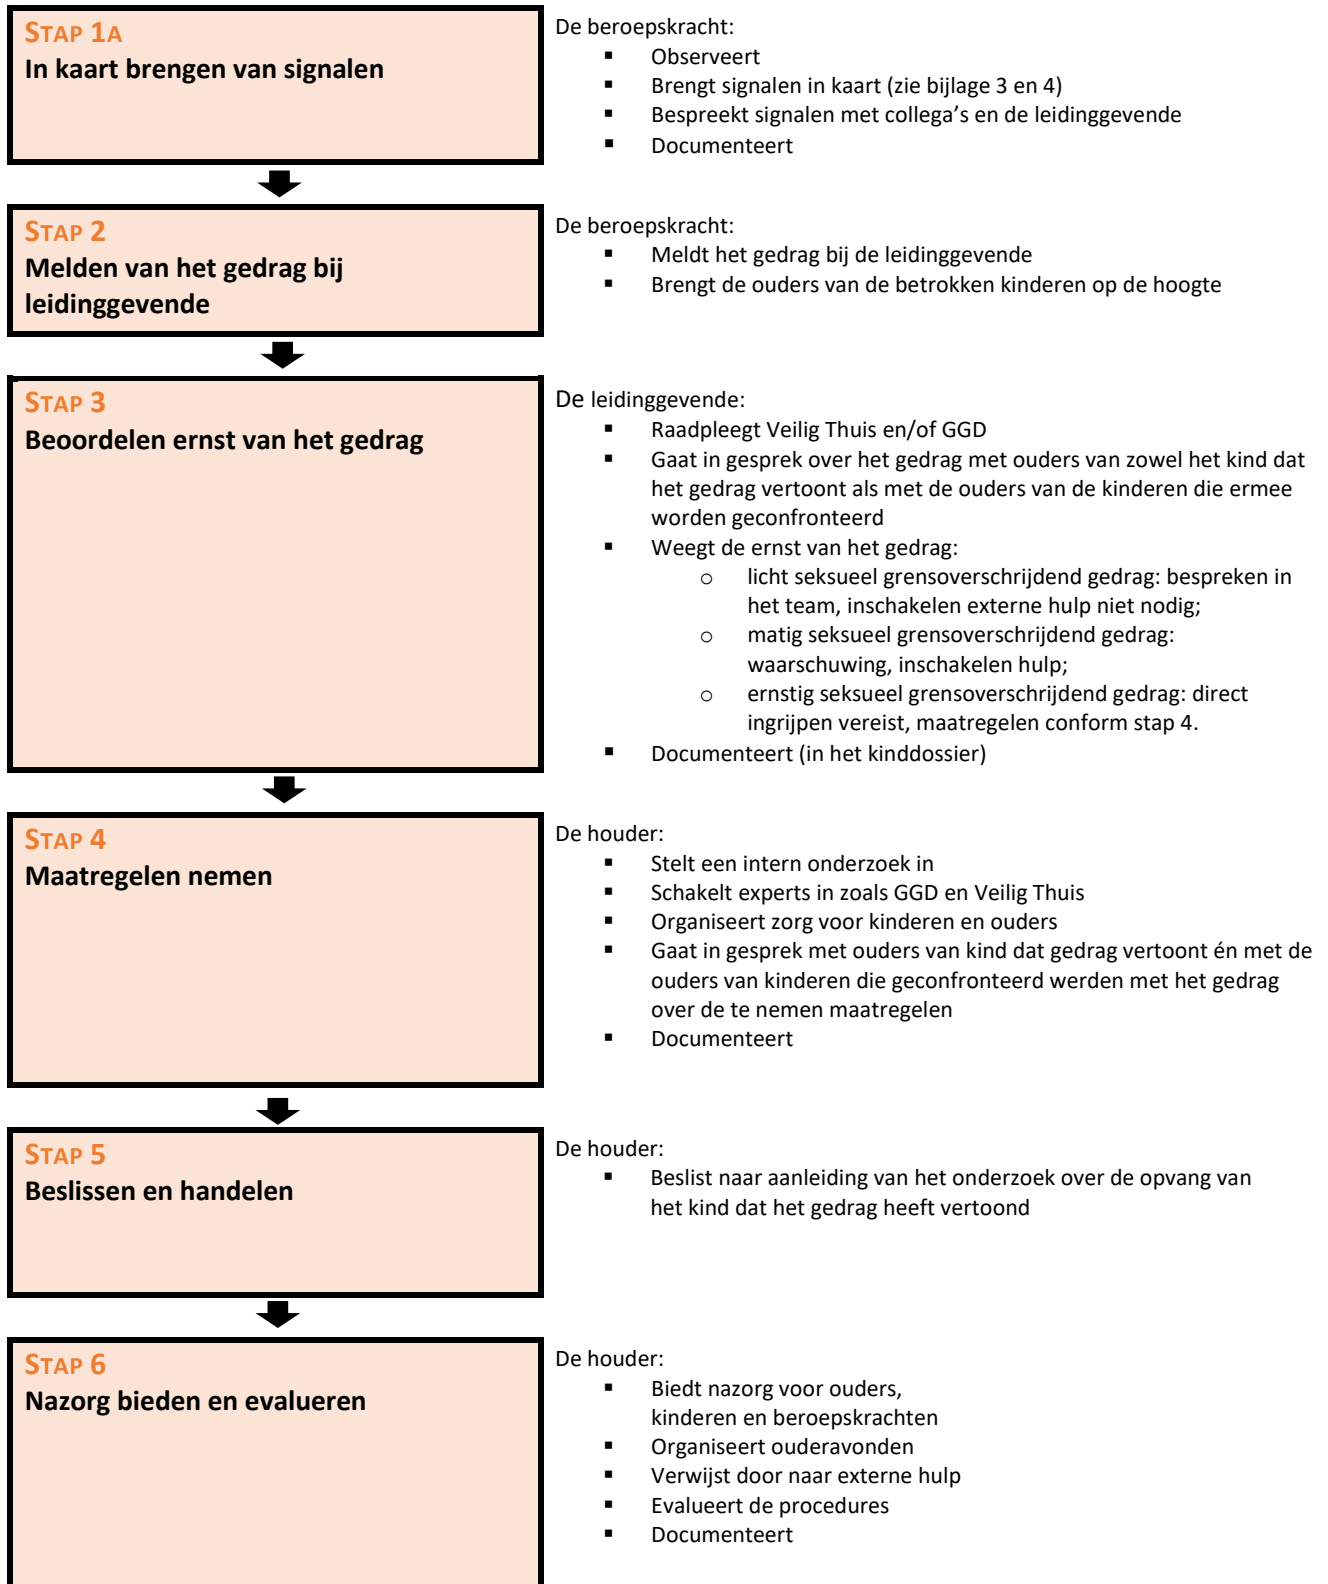 STAP 1A
In kaart brengen van signalen
De beroepskracht:
▪ Observeert
▪ Brengt signalen in kaart (zie bijlage 3 en 4)
▪ Bespreekt signalen met collega’s en de leidinggevende
▪ Documenteert
STAP 2
Melden van het gedrag bij
leidinggevende
De beroepskracht:
▪ Meldt het gedrag bij de leidinggevende
▪ Brengt de ouders van de betrokken kinderen op de hoogte
STAP 3
Beoordelen ernst van het gedrag
De leidinggevende:
▪ Raadpleegt Veilig Thuis en/of GGD
▪ Gaat in gesprek over het gedrag met ouders van zowel het kind dat
het gedrag vertoont als met de ouders van de kinderen die ermee
worden geconfronteerd
▪ Weegt de ernst van het gedrag:
o licht seksueel grensoverschrijdend gedrag: bespreken in
het team, inschakelen externe hulp niet nodig;
o matig seksueel grensoverschrijdend gedrag:
waarschuwing, inschakelen hulp;
o ernstig seksueel grensoverschrijdend gedrag: direct
ingrijpen vereist, maatregelen conform stap 4.
▪ Documenteert (in het kinddossier)
STAP 4
Maatregelen nemen
De houder:
▪ Stelt een intern onderzoek in
▪ Schakelt experts in zoals GGD en Veilig Thuis
▪ Organiseert zorg voor kinderen en ouders
▪ Gaat in gesprek met ouders van kind dat gedrag vertoont én met de
ouders van kinderen die geconfronteerd werden met het gedrag
over de te nemen maatregelen
▪ Documenteert
STAP 5
Beslissen en handelen
De houder:
▪ Beslist naar aanleiding van het onderzoek over de opvang van
het kind dat het gedrag heeft vertoond
STAP 6
Nazorg bieden en evalueren
De houder:
▪ Biedt nazorg voor ouders,
kinderen en beroepskrachten
▪ Organiseert ouderavonden
▪ Verwijst door naar externe hulp
▪ Evalueert de procedures
▪ Documenteert